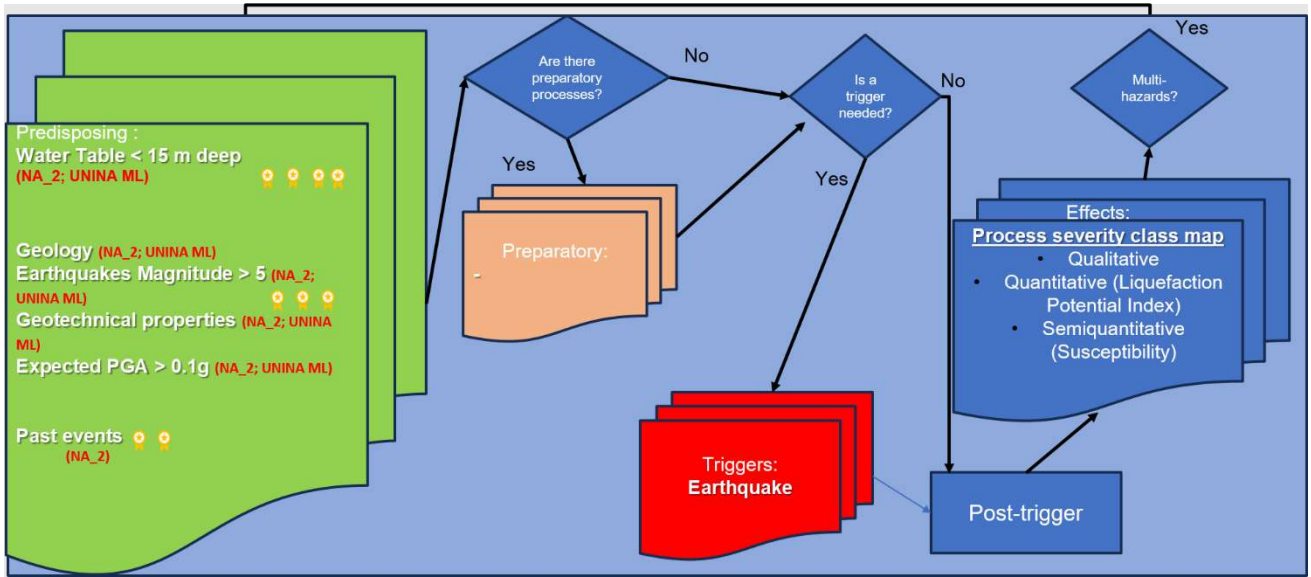 Predisposing :
Water Table < 15 m deep
(NA_2; UNINA ML)
Geology (NA_2; UNINA ML)
Earthquakes Magnitude > 5 (NA_2;
UNINA ML)
Geotechnical properties (NA_2; UNINA
ML)
Expected PGA > 0.1g (NA_2; UNINA ML)
Past events
(NA_2)
Are there
preparatory
processes?
No
Yes
Preparatory:
-
Is a
trigger
needed?
No
Yes
Triggers:
Earthquake
Post-trigger
Effects:
Process severity class map
• Qualitative
• Quantitative (Liquefaction
Potential Index)
• Semiquantitative
(Susceptibility)
Multi-
hazards?
Yes